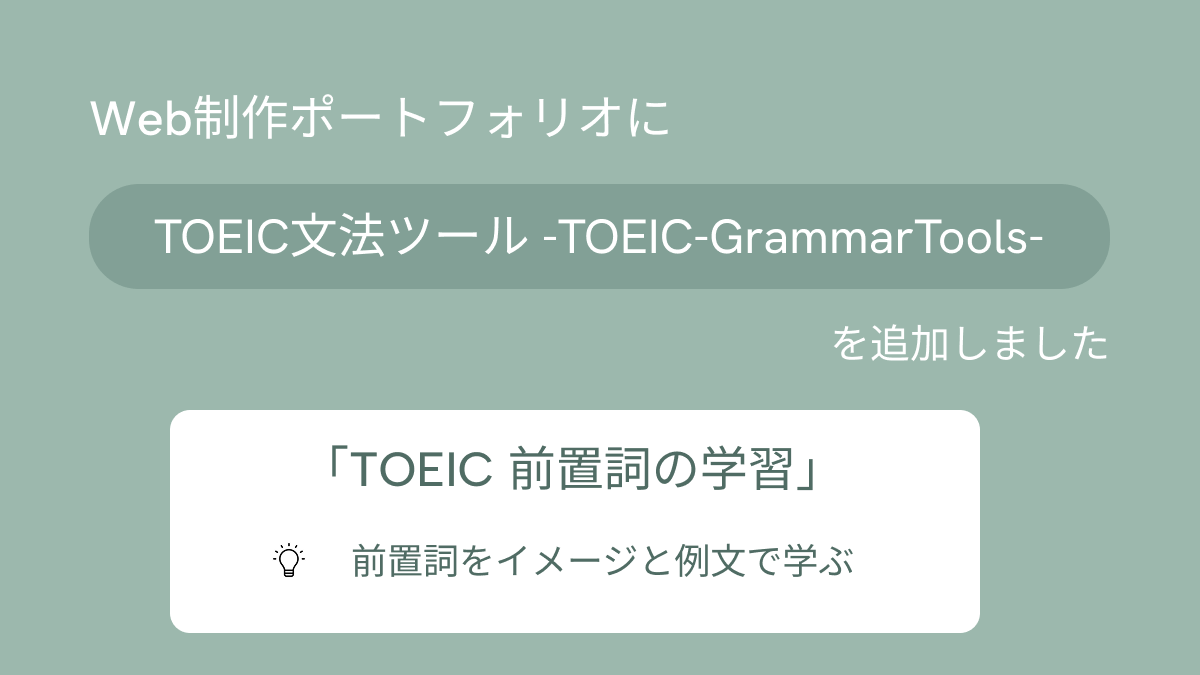 Web制作ポートフォリオに
TOEIC文法ツール -TOEIC-GrammarTools-
を追加しました
「TOEIC 前置詞の学習」
前置詞をイメージと例文で学ぶ